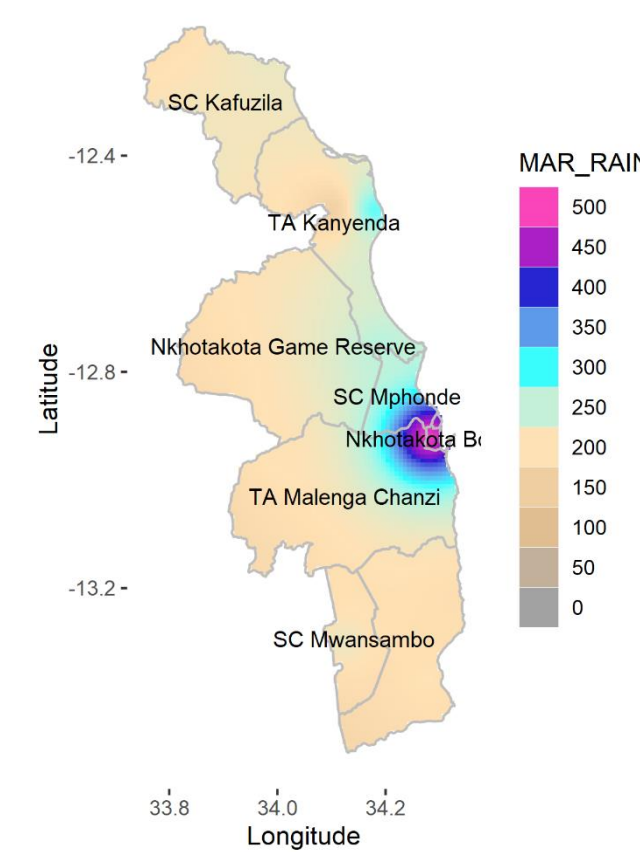 SC Kafuzila
-12.4
MAR_RAIN
500
450
400
350
300
250
200
150
100
50
0
TA Kanyenda
Nkhotakota Game Reserve
-12.8
Latitude
SC Mphonde
Nkhotakota Bo
TA Malenga Chanzi
-13.2
SC Mwansambo
33.8
34.0
34.2
Longitude